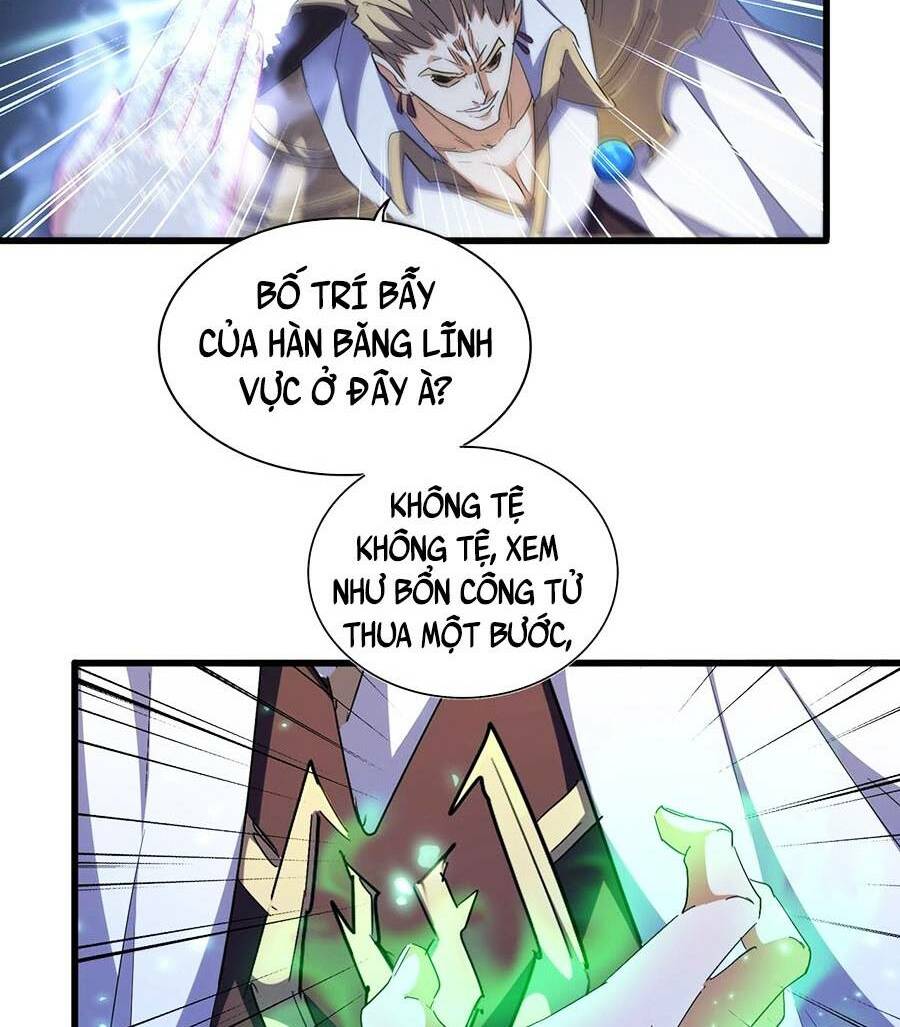 BỐ TRÍ BẪY
CỦA HÀN BĂNG LĨNH
VỰC Ở ĐÂY À?
KHÔNG TỆ
KHÔNG TỆ, XEM
NHƯ BỔN CÔNG TỬ
THUA MỘT BƯỚC,